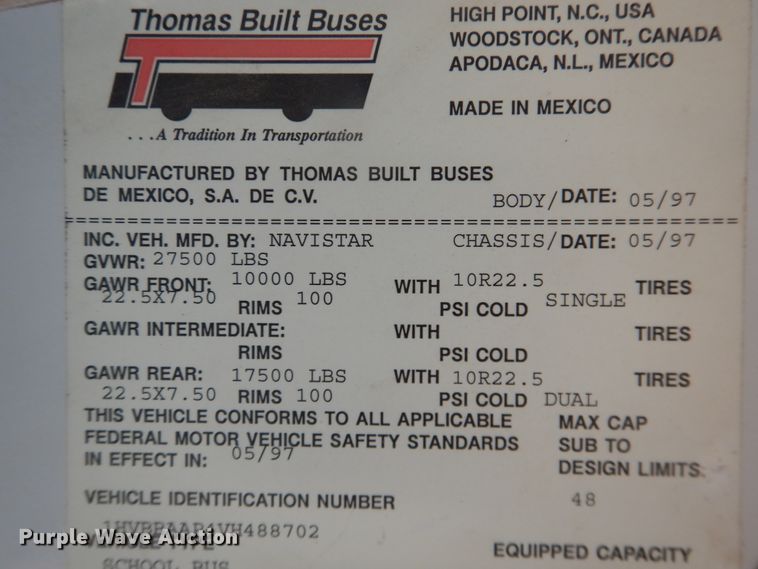 Thomas Built Buses
T
...A Tradition In Transportation
HIGH POINT, N.C., USA
WOODSTOCK, ONT., CANADA
APODACA, N.L., MEXICO
MADE IN MEXICO
MANUFACTURED BY THOMAS BUILT BUSES
DE MEXICO, S.A. DE C.V.
BODY/DATE: 05/97
INC. VEH. MFD. BY: NAVISTAR CHASSIS/DATE: 05/97
GVWR: 27500 LBS
GAWR FRONT: 10000 LBS WITH 10R22.5 TIRES
22.5X7.50 RIMS 100 PSI COLD SINGLE
GAWR INTERMEDIATE: WITH TIRES
RIMS PSI COLD
GAWR REAR: 17500 LBS WITH 10R22.5 TIRES
22.5X7.50 RIMS 100 PSI COLD DUAL
THIS VEHICLE CONFORMS TO ALL APPLICABLE
FEDERAL MOTOR VEHICLE SAFETY STANDARDS
IN EFFECT IN: 05/97
MAX CAP
SUB TO
DESIGN LIMITS.
48
VEHICLE IDENTIFICATION NUMBER
Purple Wave Auction
SCHOOL BUS
EQUIPPED CAPACITY